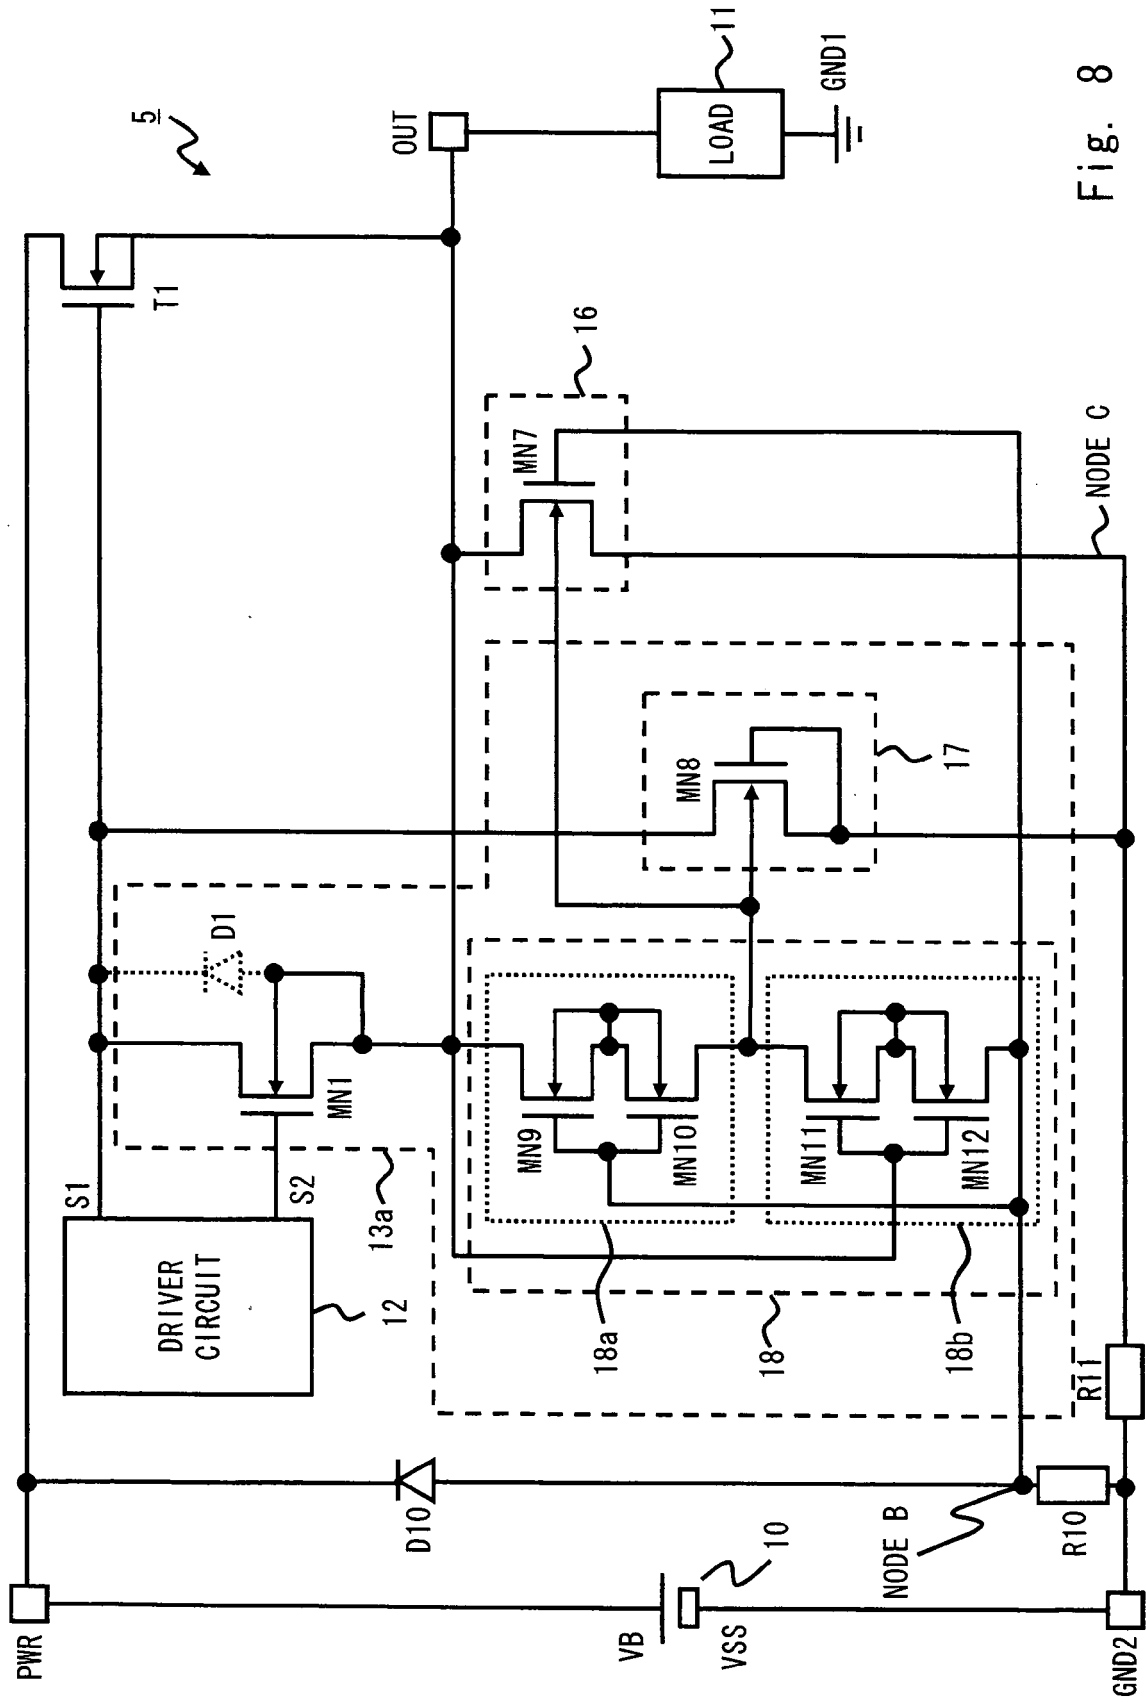 5
PWR
S1
DRIVER
CIRCUIT
12
S2
MN1
D1
13a
T1
OUT
LOAD
11
GND1
16
MN7
MN8
17
MN9
MN10
MN11
MN12
18a
18
18b
D10
VB
VSS
10
NODE B
R10
R11
GND2
NODE C
Fig. 8